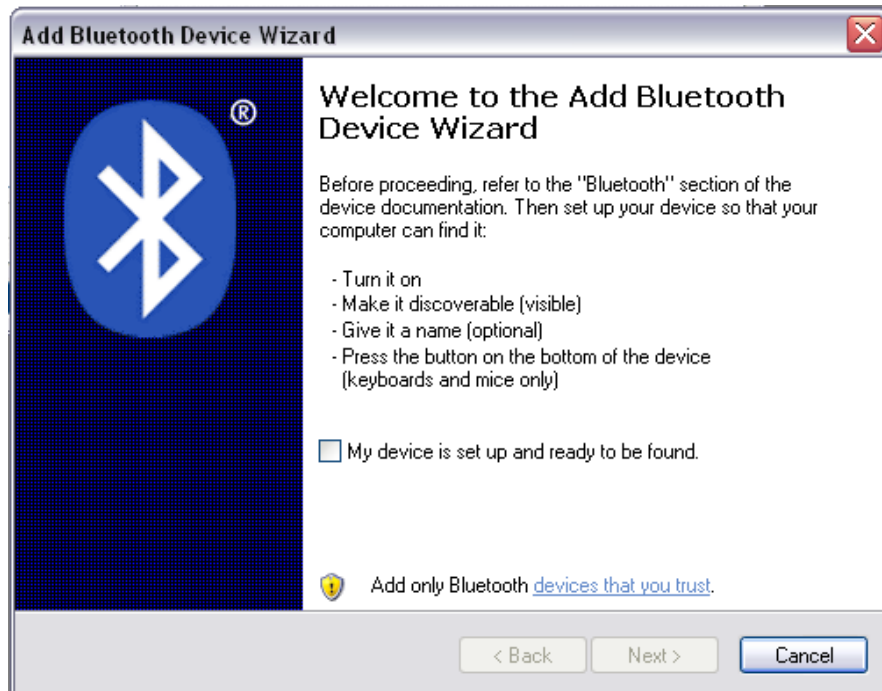 Add Bluetooth Device Wizard
®
Welcome to the Add Bluetooth
Device Wizard
Before proceeding, refer to the "Bluetooth" section of the
device documentation. Then set up your device so that your
computer can find it:
- Turn it on
- Make it discoverable (visible)
- Give it a name (optional)
- Press the button on the bottom of the device
(keyboards and mice only)
My device is set up and ready to be found.
Add only Bluetooth devices that you trust.
< Back Next > Cancel